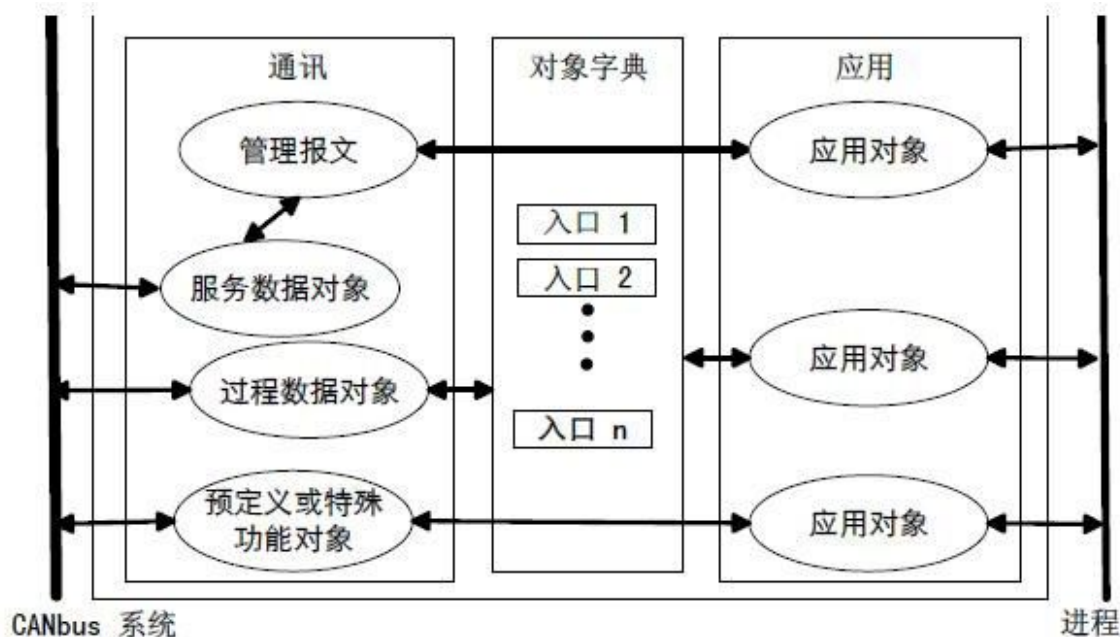 通讯
对象字典
应用
管理报文
应用对象
入口 1
服务数据对象
入口 2
过程数据对象
应用对象
入口 n
预定义或特殊
功能对象
应用对象
CANbus 系统
进程